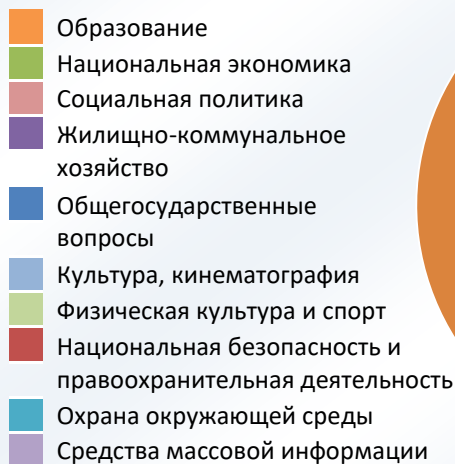 Образование
Национальная экономика
Социальная политика
Жилищно-коммунальное
хозяйство
Общегосударственные
вопросы
Культура, кинематография
Физическая культура и спорт
Национальная безопасность и
правоохранительная деятельность
Охрана окружающей среды
Средства массовой информации